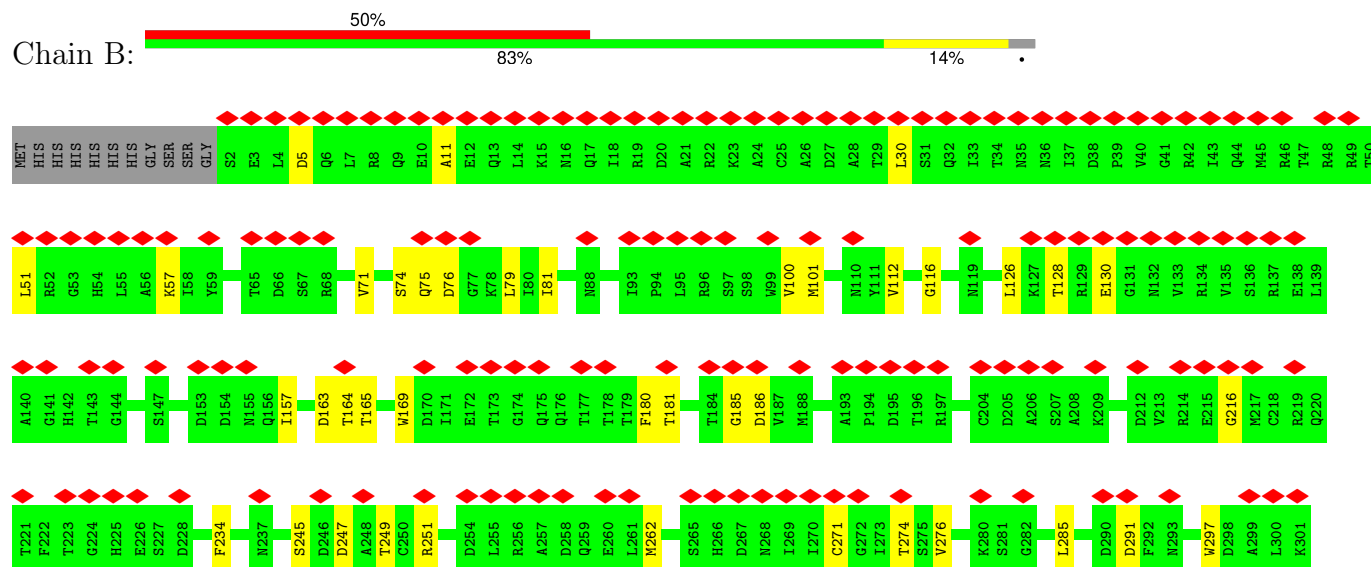 50%
Chain B:
83% 14% •
MET HIS HIS HIS HIS HIS HIS GLY SER SER GLY S2 E3 L4 D5 Q6 L7 R8 Q9 E10 A11 E12 Q13 L14 K15 N16 Q17 I18 R19 D20 A21 R22 K23 A24 C25 A26 D27 A28 T29 L30 S31 Q32 I33 T34 N35 N36 I37 D38 P39 V40 G41 R42 I43 Q44 M45 R46 T47 R48 R49 T50
L51 R52 G53 H54 L55 A56 K57 I58 Y59 T65 D66 S67 R68 V71 S74 Q75 D76 G77 K78 L79 I80 I81 N88 I93 P94 L95 R96 S97 S98 W99 V100 M101 N110 Y111 V112 G116 N119 L126 K127 T128 R129 E130 G131 N132 V133 R134 V135 S136 R137 E138 L139
A140 G141 H142 T143 G144 S147 D153 D154 N155 Q156 I157 D163 T164 T165 W169 D170 I171 E172 T173 G174 Q175 Q176 T177 T178 T179 F180 T181 T184 G185 D186 V187 M188 A193 P194 D195 T196 R197 C204 D205 A206 S207 A208 K209 D212 V213 R214 E215 G216 M217 C218 R219 Q220
T221 F222 T223 G224 H225 E226 S227 D228 F234 N237 S245 D246 D247 A248 T249 C250 R251 D254 L255 R256 A257 D258 Q259 E260 L261 M262 S265 H266 D267 N268 I269 I270 C271 G272 I273 T274 S275 V276 K280 S281 G282 L285 D290 D291 F292 N293 W297 D298 A299 L300 K301